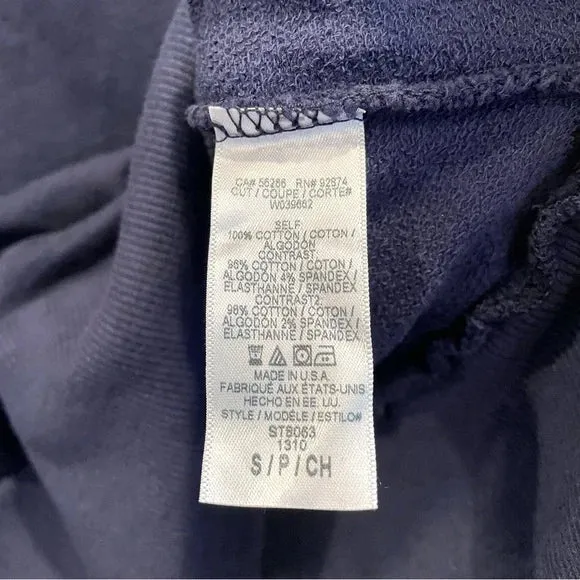 CA# 56266 RN# 92874
CUT / COUPE / CORTE#
W039662
SELF
100% COTTON / COTON /
ALGODON
CONTRAST
96% COTTON / COTON /
ALGODON 4% SPANDEX /
ELASTHANNE / SPANDEX
CONTRAST2
98% COTTON / COTON /
ALGODON 2% SPANDEX /
ELASTHANNE / SPANDEX
MADE IN U.S.A.
FABRIQUÉ AUX ÉTATS-UNIS
HECHO EN EE. UU.
STYLE / MODÈLE / ESTILO#
ST8063
1310
S / P / CH